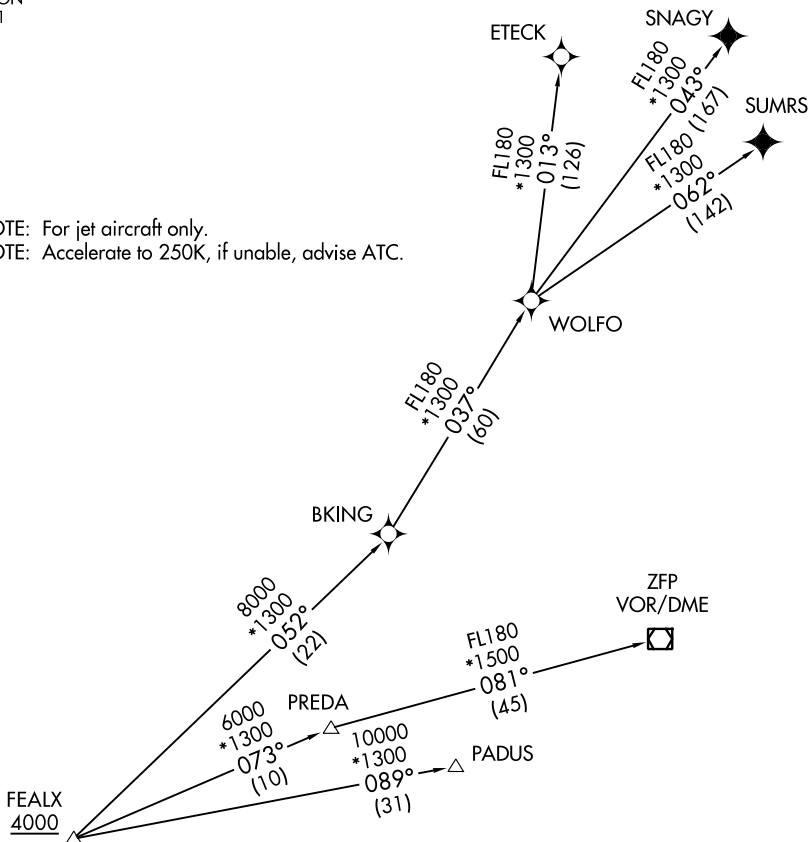 ETECK
SNAGY
SUMRS
FL180
*1300
013°
(126)
FL180
*1300
043°
(167)
FL180
*1300
062°
(142)
OTE: For jet aircraft only.
OTE: Accelerate to 250K, if unable, advise ATC.
WOLFO
FL180
*1300
037°
(60)
BKING
8000
*1300
052°
(22)
ZFP
VOR/DME
FL180
*1500
081°
(45)
PREDA
6000
*1300
073°
(10)
10000
*1300
089°
(31)
PADUS
FEALX
4000